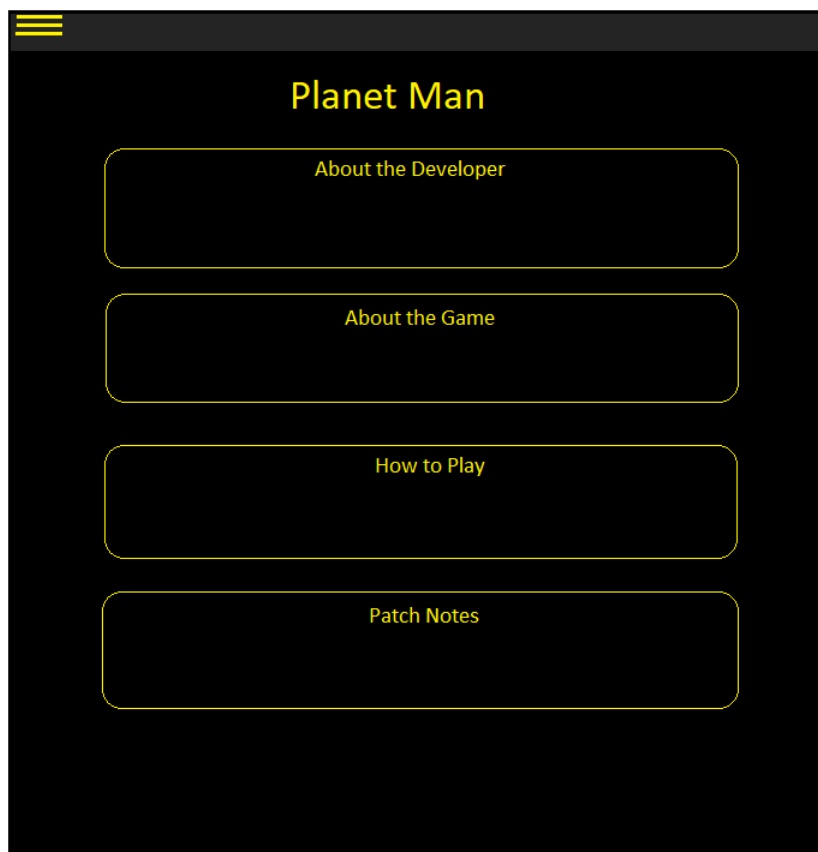 Planet Man
About the Developer
About the Game
How to Play
Patch Notes